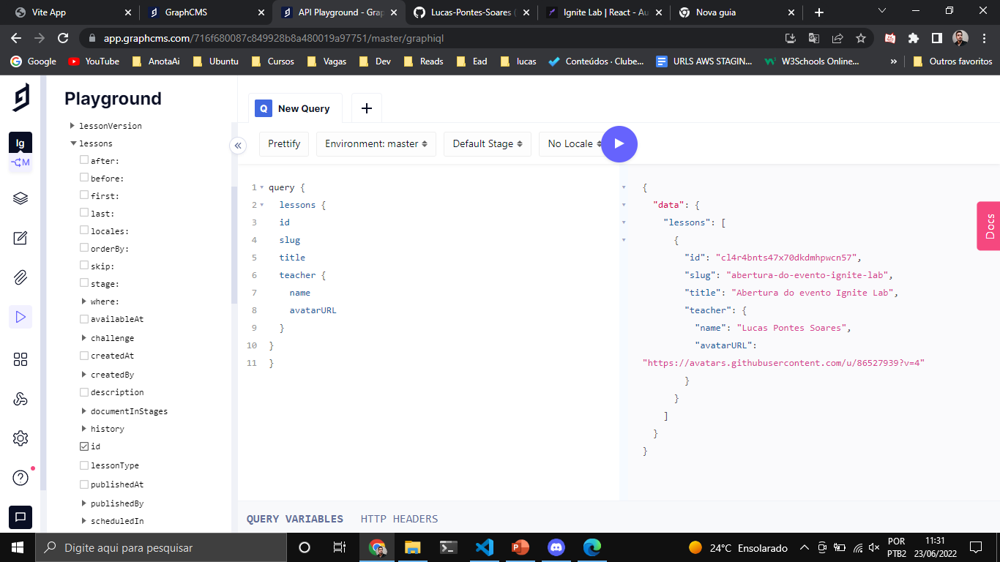 Vite App
GraphCMS
API Playground - Grap
Lucas-Pontes-Soares (
Ignite Lab | React - Au
Nova guia
app.graphcms.com/716f680087c849928b8a480019a97751/master/graphiql
Google
YouTube
AnotaAi
Ubuntu
Cursos
Vagas
Dev
Reads
Ead
lucas
Conteúdos · Clube...
URLS AWS STAGIN...
W3Schools Online...
»
Outros favoritos
Ig
M
Playground
lessonVersion
lessons
after:
before:
first:
last:
locales:
orderBy:
skip:
stage:
where:
availableAt
challenge
createdAt
createdBy
description
documentInStages
history
id
lessonType
publishedAt
publishedBy
scheduledIn
Q New Query
+
«
Prettify
Environment: master
Default Stage
No Locale
1 query {
2 lessons {
3 id
4 slug
5 title
6 teacher {
7 name
8 avatarURL
9 }
10 }
11 }
{
"data": {
"lessons": [
{
"id": "cl4r4bnts47x70dkdmhpwcn57",
"slug": "abertura-do-evento-ignite-lab",
"title": "Abertura do evento Ignite Lab",
"teacher": {
"name": "Lucas Pontes Soares",
"avatarURL":
"https://avatars.githubusercontent.com/u/86527939?v=4"
}
}
]
}
}
Docs
QUERY VARIABLES
HTTP HEADERS
Digite aqui para pesquisar
24°C Ensolarado
POR
PTB2
11:31
23/06/2022